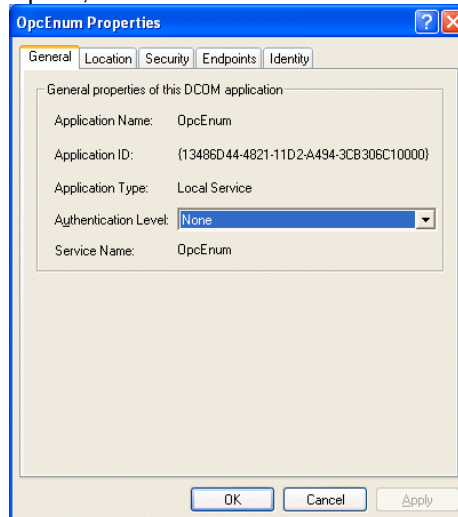 OpcEnum Properties
General Location Security Endpoints Identity
General properties of this DCOM application
Application Name: OpcEnum
Application ID: {13486D44-4821-11D2-A494-3CB306C10000}
Application Type: Local Service
Authentication Level: None
Service Name: OpcEnum
OK Cancel Apply